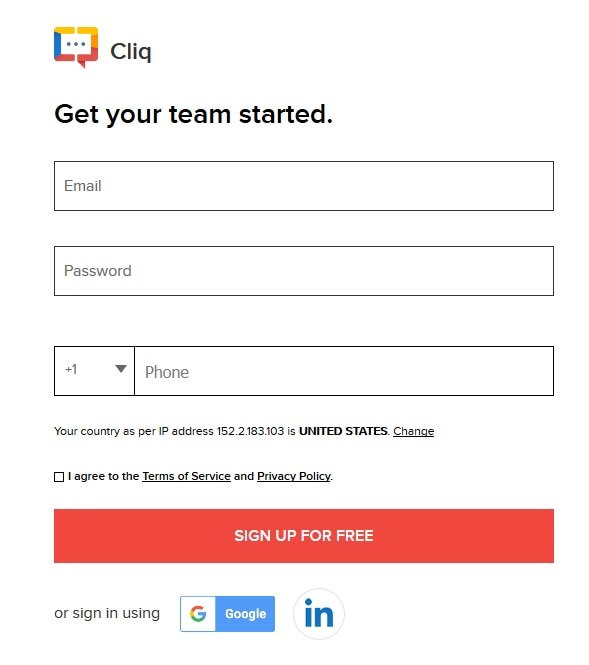 Cliq
Get your team started.
Email
Password
+1 Phone
Your country as per IP address 152.2.183.103 is UNITED STATES. Change
I agree to the Terms of Service and Privacy Policy.
SIGN UP FOR FREE
or sign in using G Google in